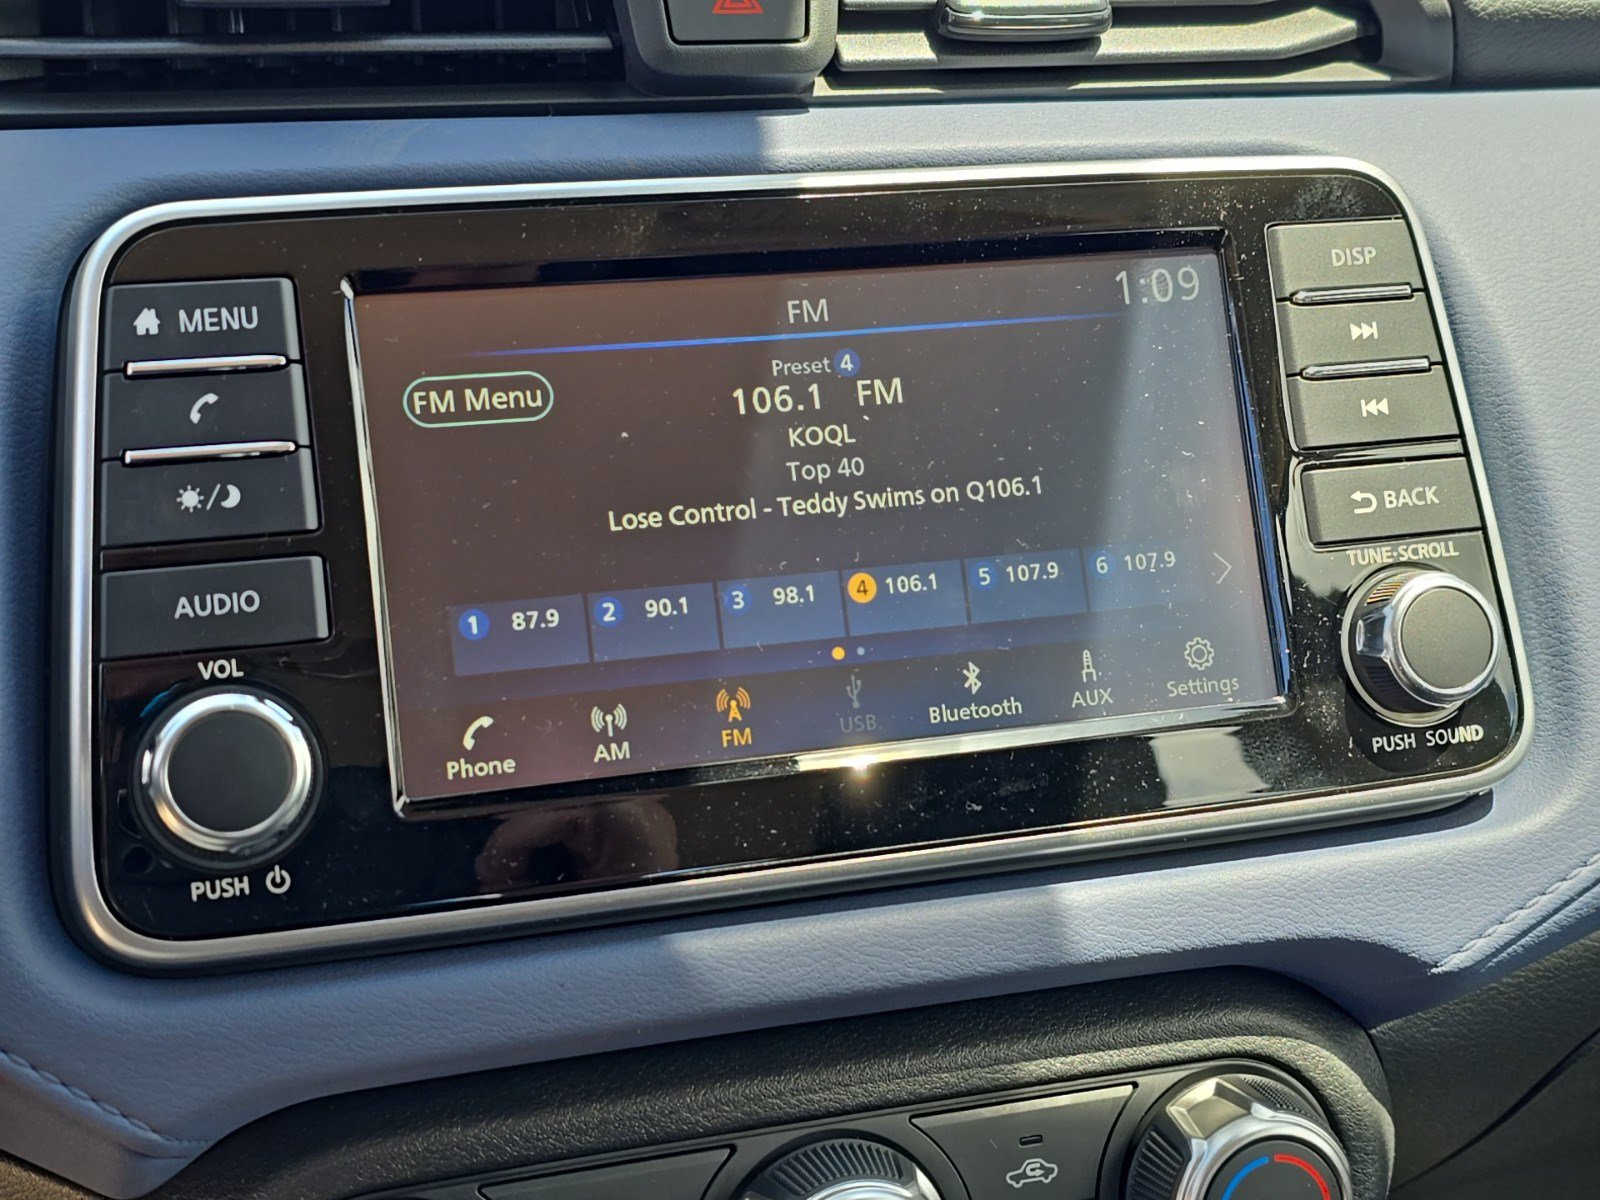 MENU
AUDIO
VOL
PUSH
FM
1:09
Preset 4
FM Menu
106.1 FM
KOQL
Top 40
Lose Control - Teddy Swims on Q106.1
1 87.9
2 90.1
3 98.1
4 106.1
5 107.9
6 107.9
Phone
AM
FM
USB
Bluetooth
AUX
Settings
DISP
BACK
TUNE·SCROLL
PUSH SOUND